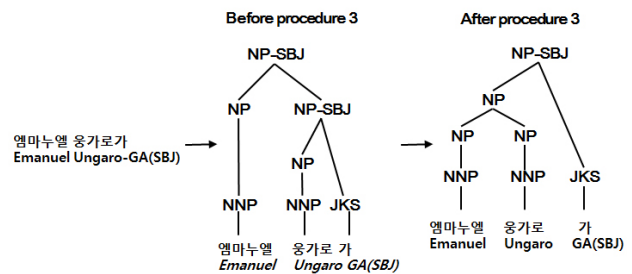 Before procedure 3
After procedure 3
NP-SBJ
NP NP-SBJ
NP
NNP NNP JKS
엠마누엘 웅가로 가
Emanuel Ungaro GA(SBJ)
엠마누엘 웅가로가
Emanuel Ungaro-GA(SBJ)
NP-SBJ
NP
NP NP
NNP NNP JKS
엠마누엘 웅가로 가
Emanuel Ungaro GA(SBJ)